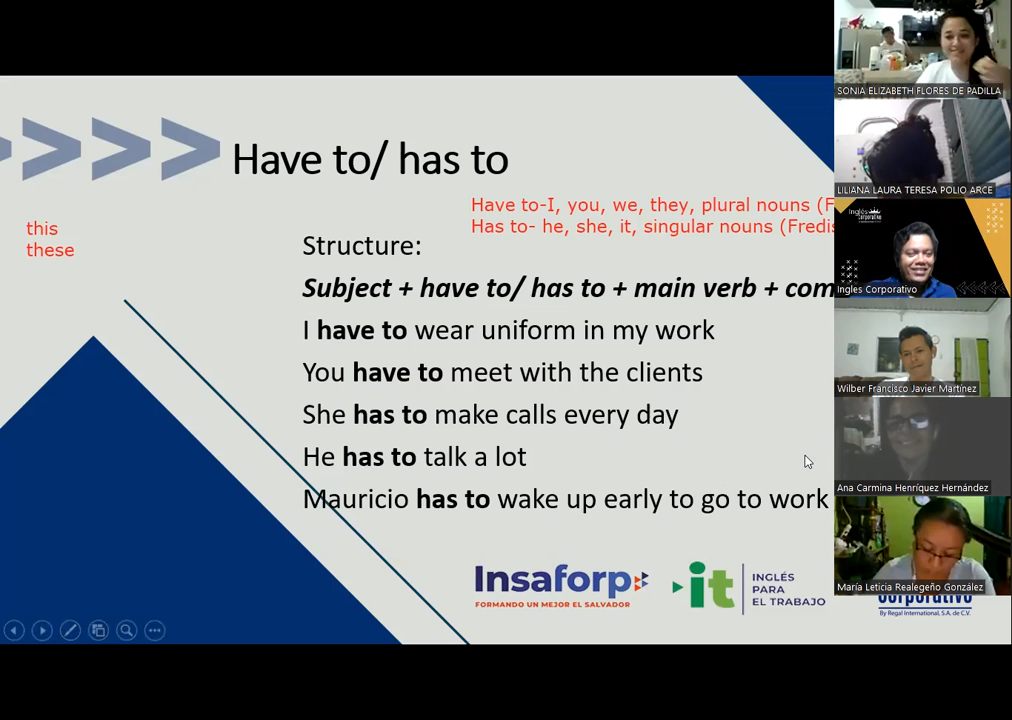 Have to/ has to
Have to-I, you, we, they, plural nouns (F
Has to- he, she, it, singular nouns (Fredis
this
these
Structure:
Subject + have to/ has to + main verb + com
I have to wear uniform in my work
You have to meet with the clients
She has to make calls every day
He has to talk a lot
Mauricio has to wake up early to go to work
Insaforp
FORMANDO UN MEJOR EL SALVADOR
it
INGLÉS
PARA
EL TRABAJO
Corporativo
By Regal International, S.A. de C.V.
SONIA ELIZABETH FLORES DE PADILLA
LILIANA LAURA TERESA POLIO ARCE
Inglés
Corporativo
Ingles Corporativo
Wilber Francisco Javier Martínez
Ana Carmina Henríquez Hernández
María Leticia Realegeño González